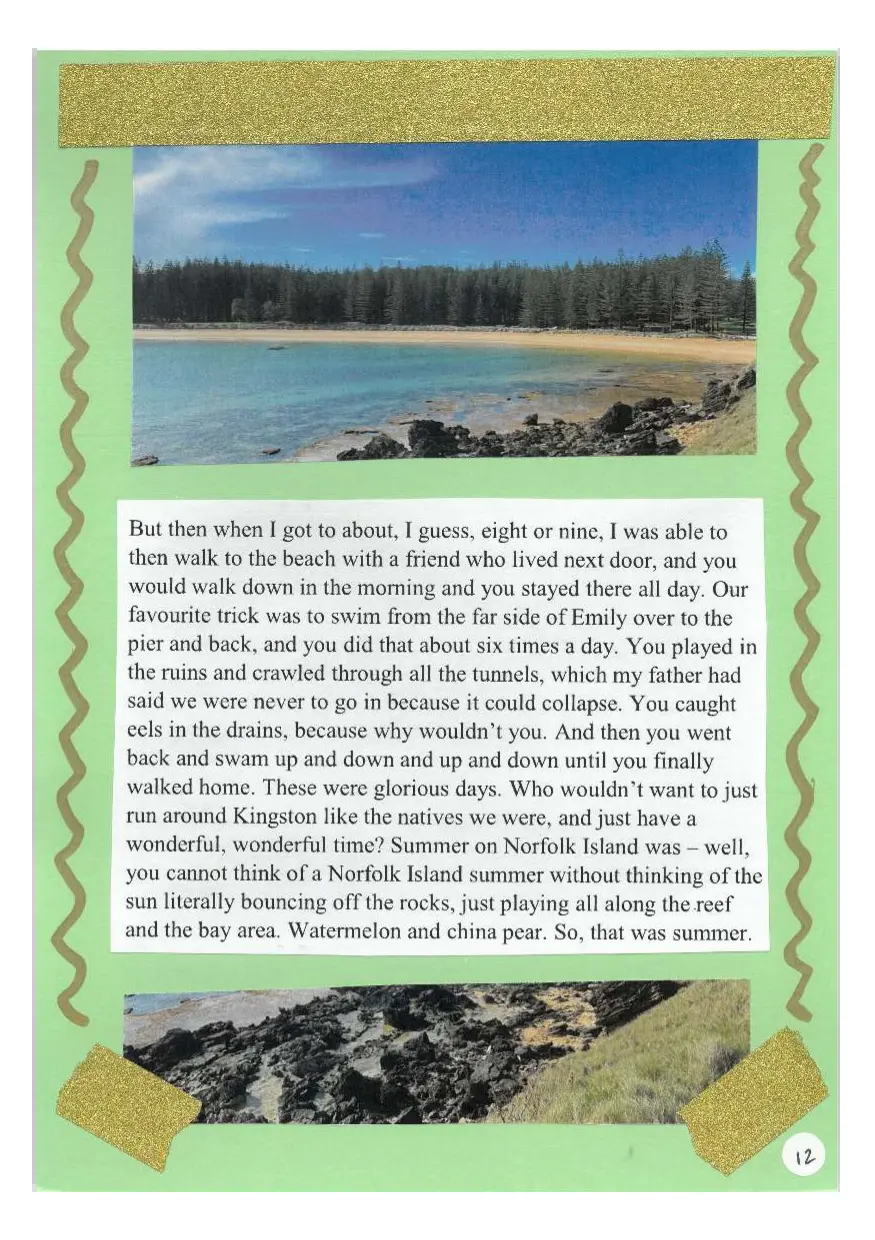 But then when I got to about, I guess, eight or nine, I was able to
then walk to the beach with a friend who lived next door, and you
would walk down in the morning and you stayed there all day. Our
favourite trick was to swim from the far side of Emily over to the
pier and back, and you did that about six times a day. You played in
the ruins and crawled through all the tunnels, which my father had
said we were never to go in because it could collapse. You caught
eels in the drains, because why wouldn't you. And then you went
back and swam up and down and up and down until you finally
walked home. These were glorious days. Who wouldn't want to just
run around Kingston like the natives we were, and just have a
wonderful, wonderful time? Summer on Norfolk Island was – well,
you cannot think of a Norfolk Island summer without thinking of the
sun literally bouncing off the rocks, just playing all along the reef
and the bay area. Watermelon and china pear. So, that was summer.
12